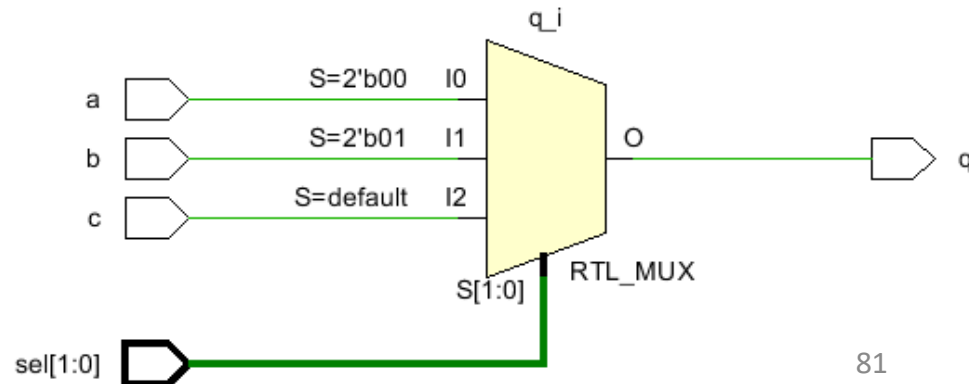 q_i
a S=2'b00 I0
b S=2'b01 I1 O q
c S=default I2
S[1:0] RTL_MUX
sel[1:0] 81